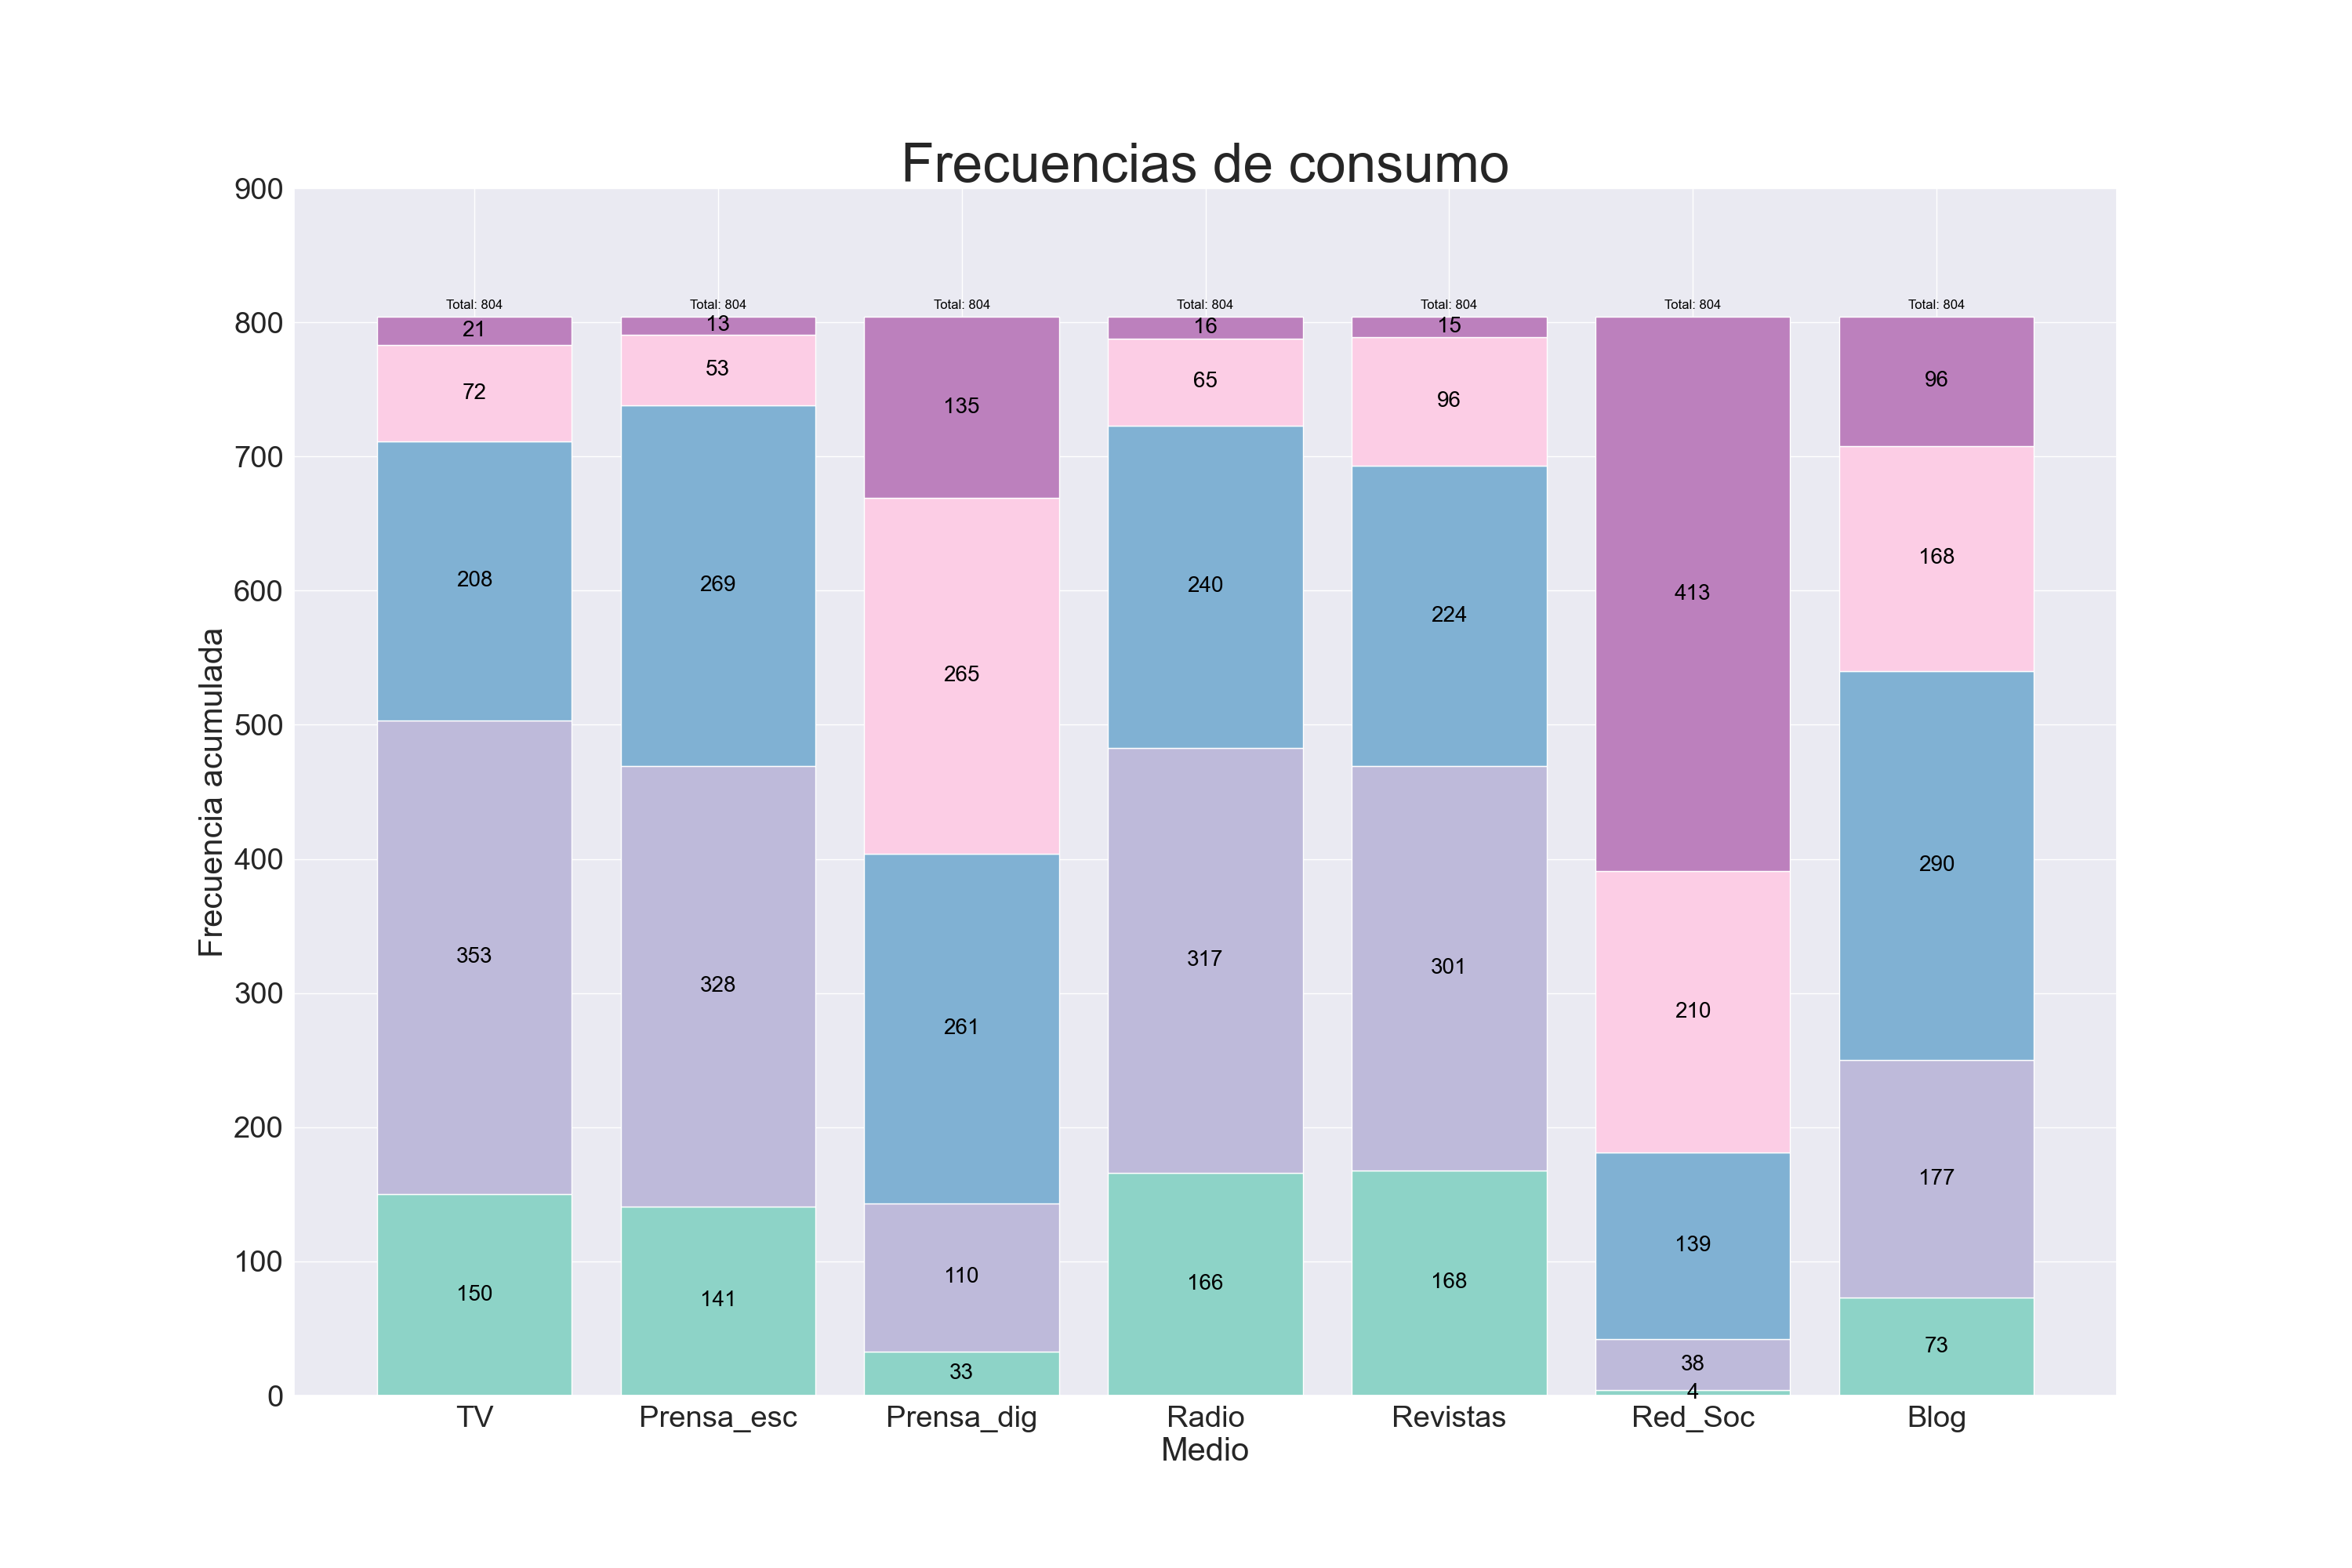 Frecuencias de consumo
900
800
700
600
500
400
300
200
100
0
Frecuencia acumulada
Total: 804 Total: 804 Total: 804 Total: 804 Total: 804 Total: 804 Total: 804
21 13 135 16 15 413 96
72 53 265 65 96 210 168
208 269 261 240 224 139 290
353 328 110 317 301 38 177
150 141 33 166 168 4 73
TV Prensa_esc Prensa_dig Radio Revistas Red_Soc Blog
Medio